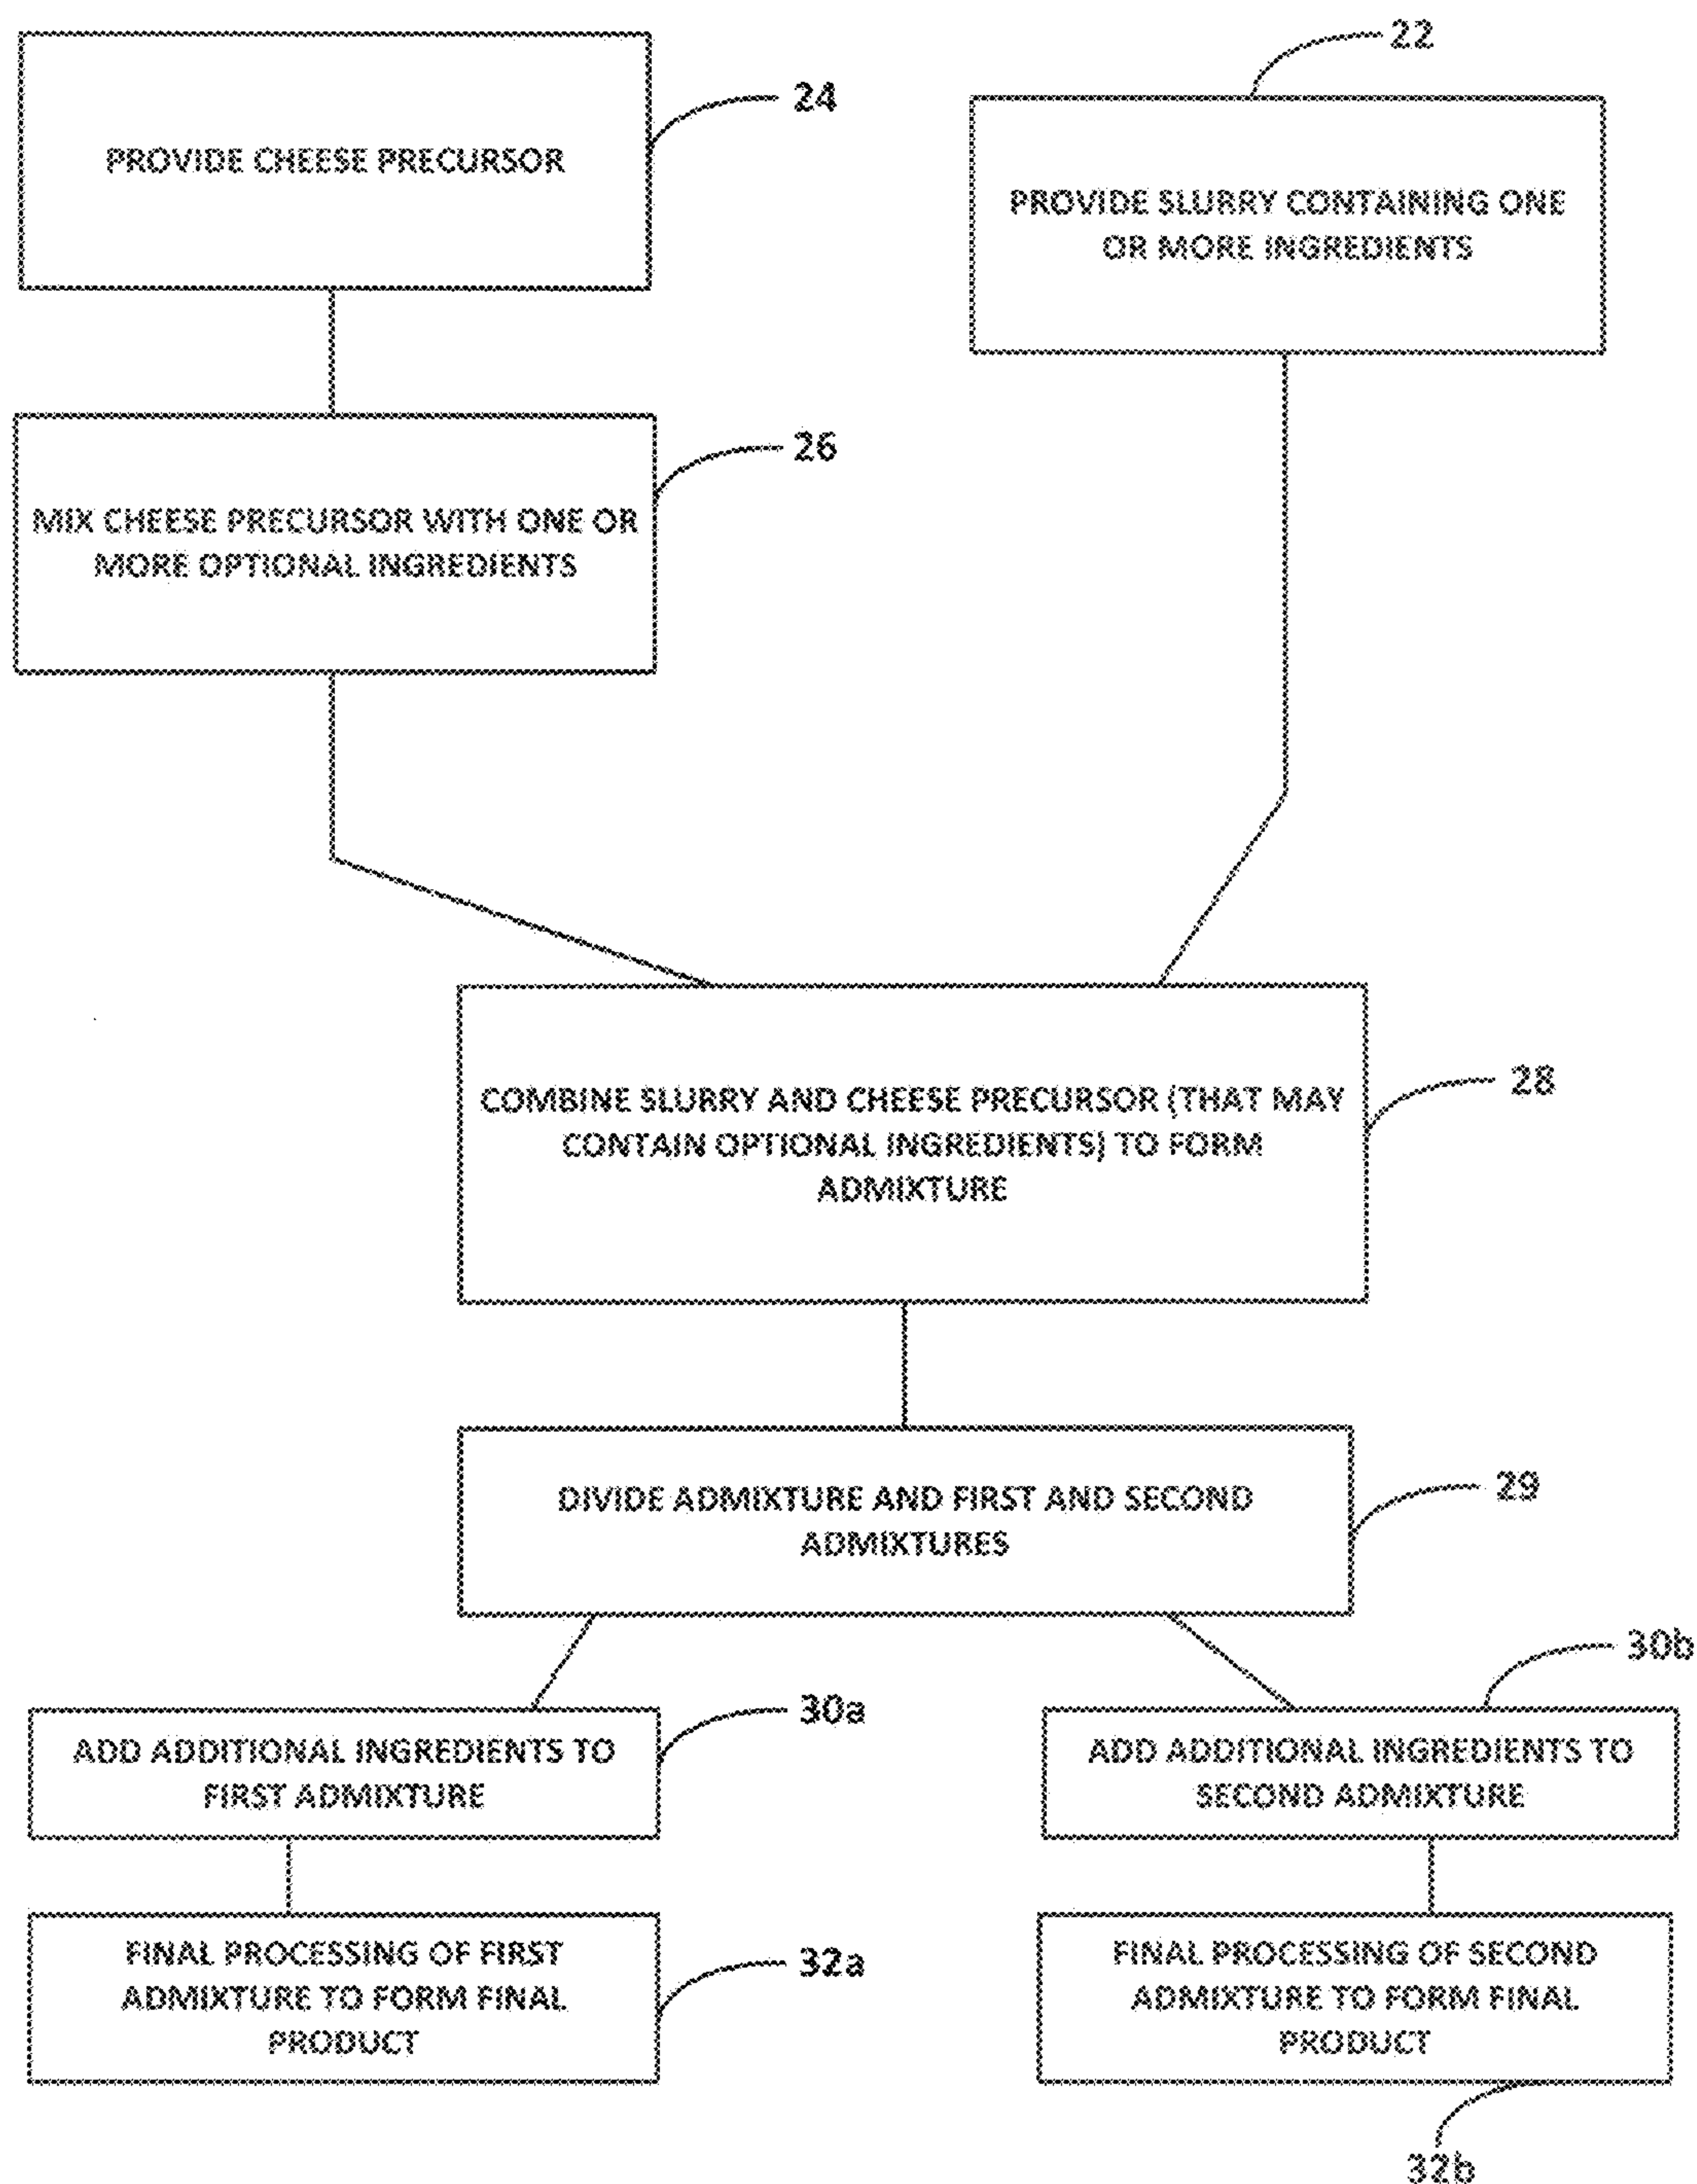 22
24
PROVIDE CHEESE PRECURSOR
PROVIDE SLURRY CONTAINING ONE
OR MORE INGREDIENTS
26
MIX CHEESE PRECURSOR WITH ONE OR
MORE OPTIONAL INGREDIENTS
28
COMBINE SLURRY AND CHEESE PRECURSOR (THAT MAY
CONTAIN OPTIONAL INGREDIENTS) TO FORM
ADMIXTURE
29
DIVIDE ADMIXTURE AND FIRST AND SECOND
ADMIXTURES
30a
ADD ADDITIONAL INGREDIENTS TO
FIRST ADMIXTURE
30b
ADD ADDITIONAL INGREDIENTS TO
SECOND ADMIXTURE
FINAL PROCESSING OF FIRST
ADMIXTURE TO FORM FINAL
PRODUCT
32a
FINAL PROCESSING OF SECOND
ADMIXTURE TO FORM FINAL
PRODUCT
32b